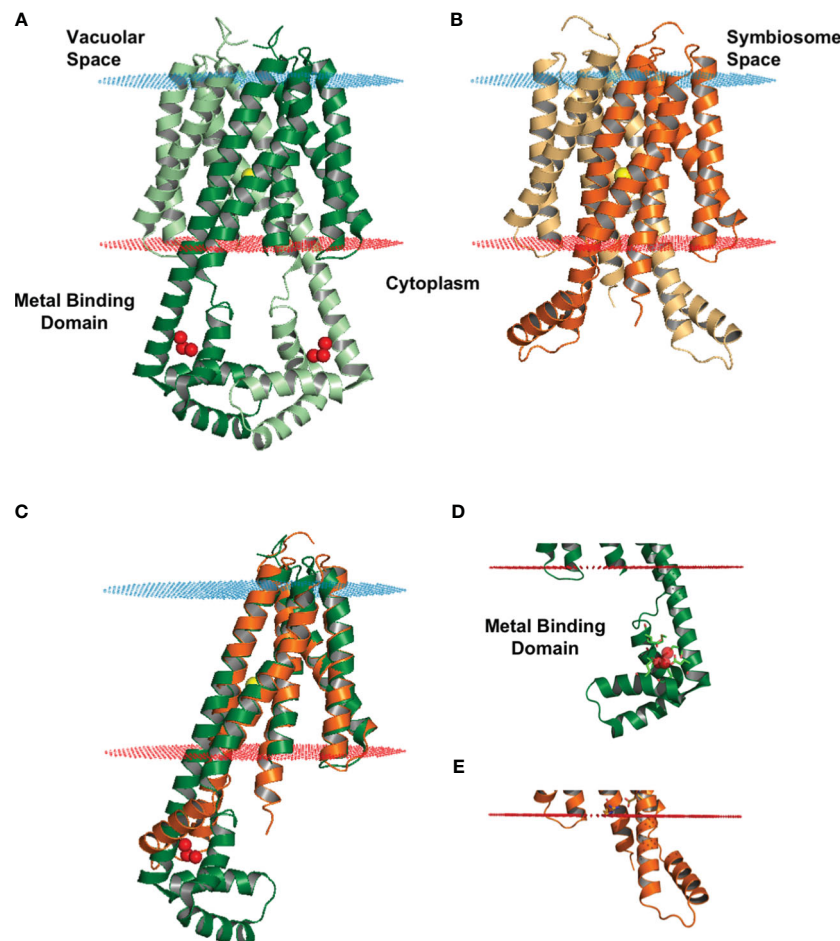 A
Vacuolar
Space
B
Symbiosome
Space
Metal Binding
Domain
Cytoplasm
C
D
Metal Binding
Domain
E